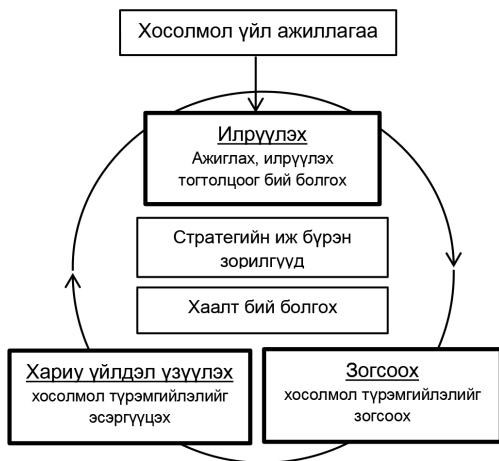 Хосолмол үйл ажиллагаа
Илрүүлэх
Ажиглах, илрүүлэх
тогтолцоог бий болгох
Стратегийн иж бүрэн
зорилгууд
Хаалт бий болгох
Хариу үйлдэл үзүүлэх
хосолмол түрэмгийлэлийг
эсэргүүцэх
Зогсоох
хосолмол түрэмгийлэлийг
зогсоох